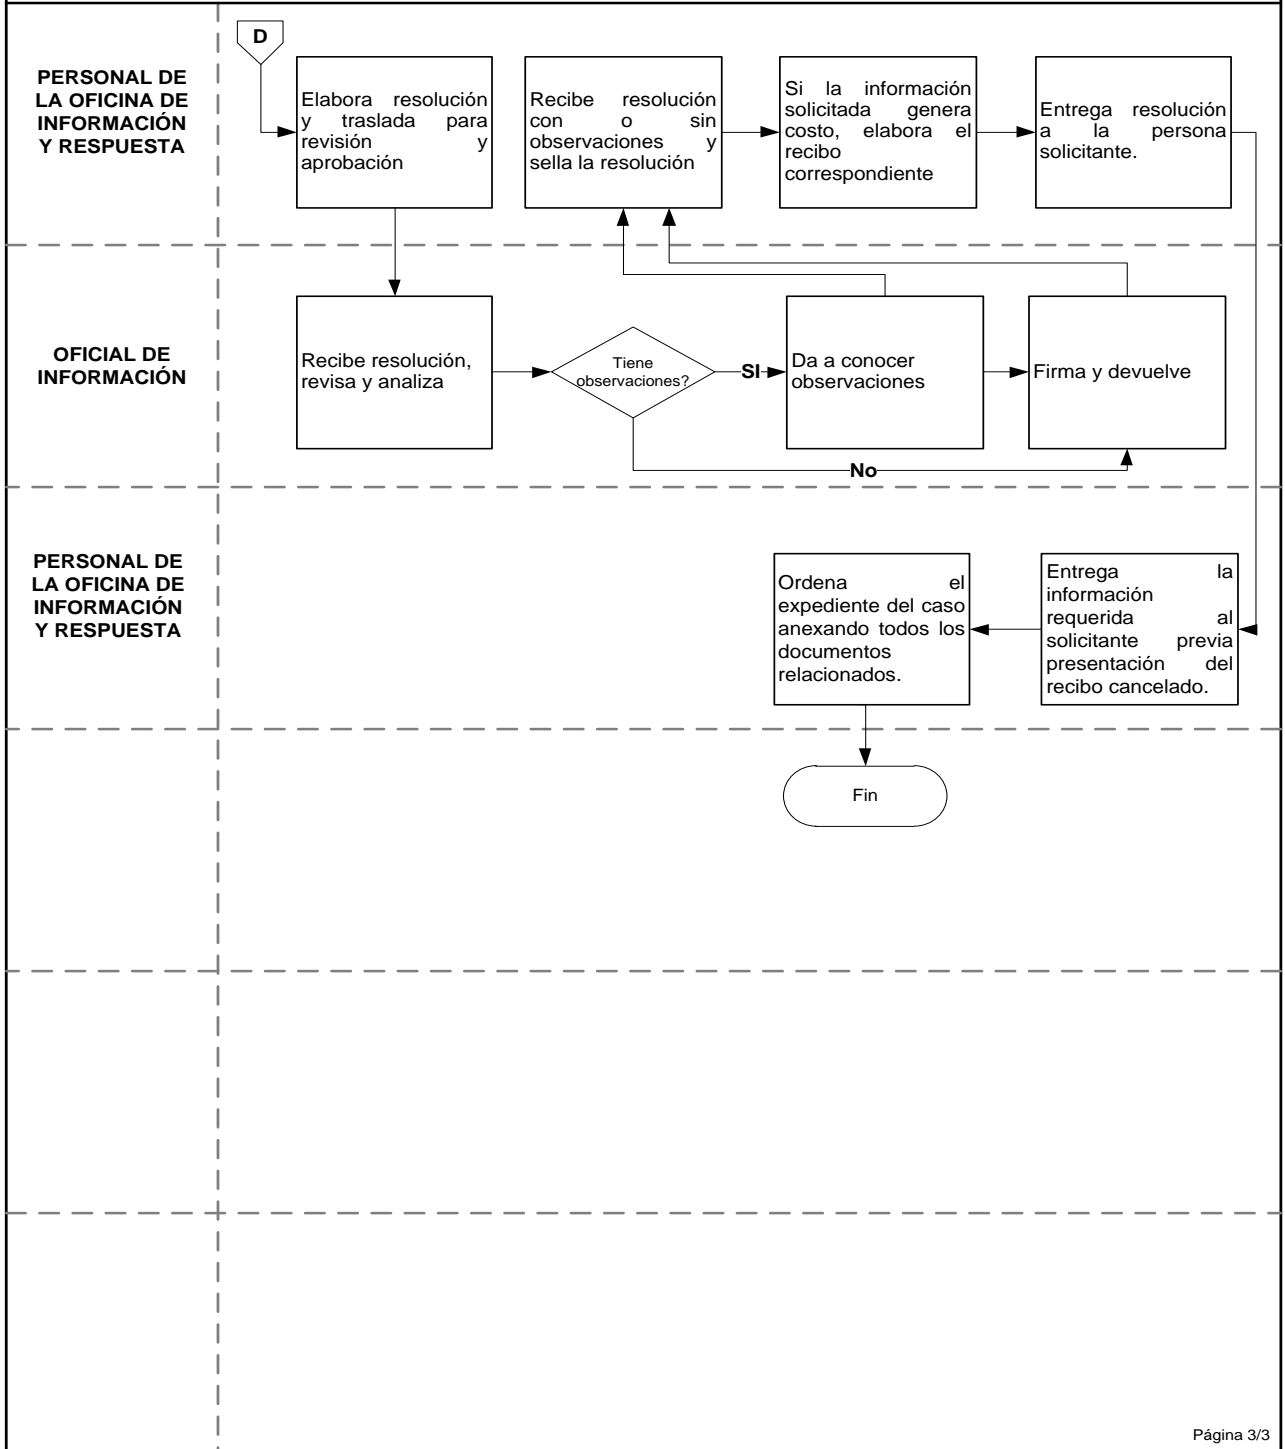 D
PERSONAL DE
LA OFICINA DE
INFORMACIÓN
Y RESPUESTA
Elabora resolución
y traslada para
revisión y
aprobación
Recibe resolución
con o sin
observaciones y
sella la resolución
Si la información
solicitada genera
costo, elabora el
recibo
correspondiente
Entrega resolución
a la persona
solicitante.
OFICIAL DE
INFORMACIÓN
Recibe resolución,
revisa y analiza
Tiene
observaciones?
SI
Da a conocer
observaciones
Firma y devuelve
No
PERSONAL DE
LA OFICINA DE
INFORMACIÓN
Y RESPUESTA
Entrega la
información
requerida al
solicitante previa
presentación del
recibo cancelado.
Ordena el
expediente del caso
anexando todos los
documentos
relacionados.
Fin
Página 3/3